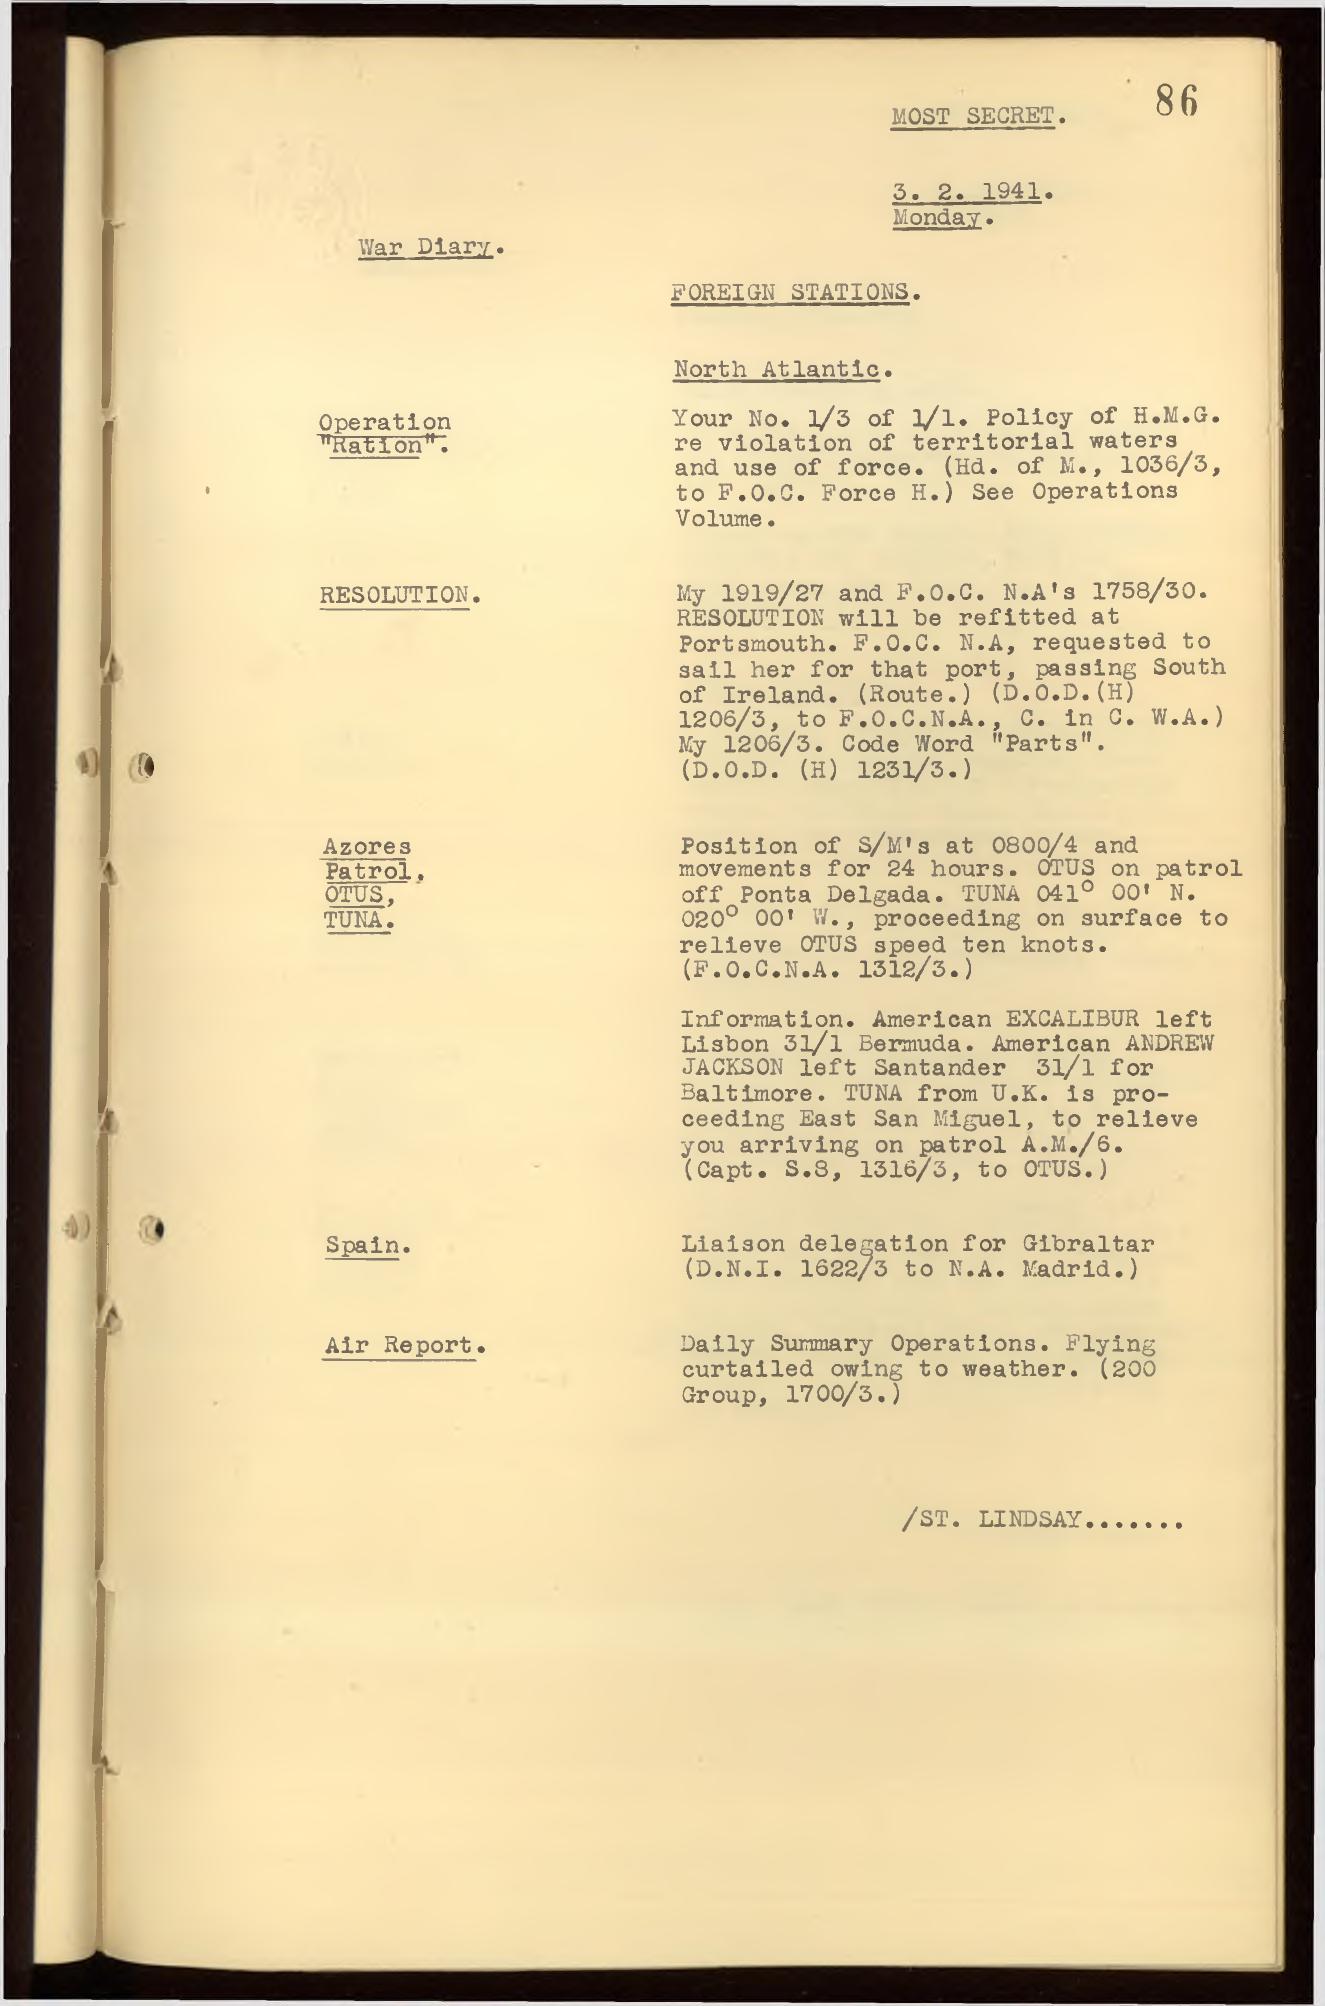 86
MOST SECRET.
3. 2. 1941.
Monday.
War Diary.
FOREIGN STATIONS.
North Atlantic.
Operation
"Ration".
Your No. 1/3 of 1/1. Policy of H.M.G.
re violation of territorial waters
and use of force. (Hd. of M., 1036/3,
to F.O.C. Force H.) See Operations
Volume.
RESOLUTION.
My 1919/27 and F.O.C. N.A's 1758/30.
RESOLUTION will be refitted at
Portsmouth. F.O.C. N.A, requested to
sail her for that port, passing South
of Ireland. (Route.) (D.O.D.(H)
1206/3, to F.O.C.N.A., C. in C. W.A.)
My 1206/3. Code Word "Parts".
(D.O.D. (H) 1231/3.)
Azores
Patrol,
OTUS,
TUNA.
Position of S/M's at 0800/4 and
movements for 24 hours. OTUS on patrol
off Ponta Delgada. TUNA 041° 00' N.
020° 00' W., proceeding on surface to
relieve OTUS speed ten knots.
(F.O.C.N.A. 1312/3.)
Information. American EXCALIBUR left
Lisbon 31/1 Bermuda. American ANDREW
JACKSON left Santander 31/1 for
Baltimore. TUNA from U.K. is pro-
ceeding East San Miguel, to relieve
you arriving on patrol A.M./6.
(Capt. S.8, 1316/3, to OTUS.)
Spain.
Liaison delegation for Gibraltar
(D.N.I. 1622/3 to N.A. Madrid.)
Air Report.
Daily Summary Operations. Flying
curtailed owing to weather. (200
Group, 1700/3.)
/ST. LINDSAY.......